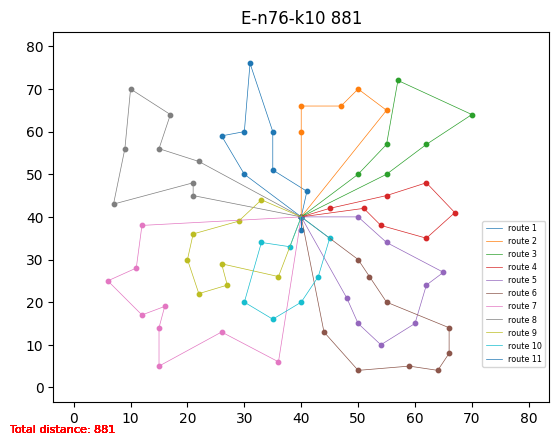 E-n76-k10 881
80
70
60
50
40
30
20
10
0
0 10 20 30 40 50 60 70 80
route 1
route 2
route 3
route 4
route 5
route 6
route 7
route 8
route 9
route 10
route 11
Total distance: 881